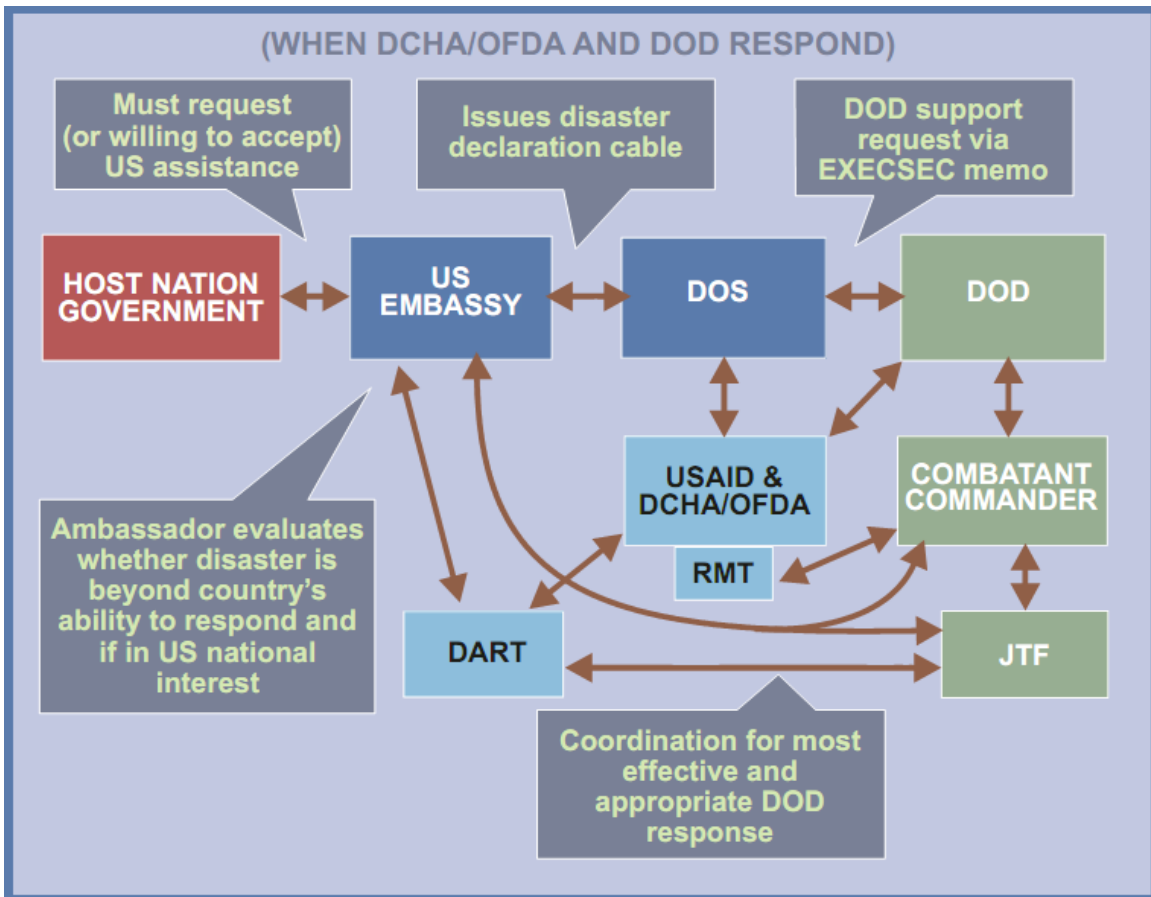 (WHEN DCHA/OFDA AND DOD RESPOND)
Must request
(or willing to accept)
US assistance
Issues disaster
declaration cable
DOD support
request via
EXECSEC memo
HOST NATION
GOVERNMENT
US
EMBASSY
DOS
DOD
USAID &
DCHA/OFDA
COMBATANT
COMMANDER
RMT
Ambassador evaluates
whether disaster is
beyond country’s
ability to respond and
if in US national
interest
DART
JTF
Coordination for most
effective and
appropriate DOD
response